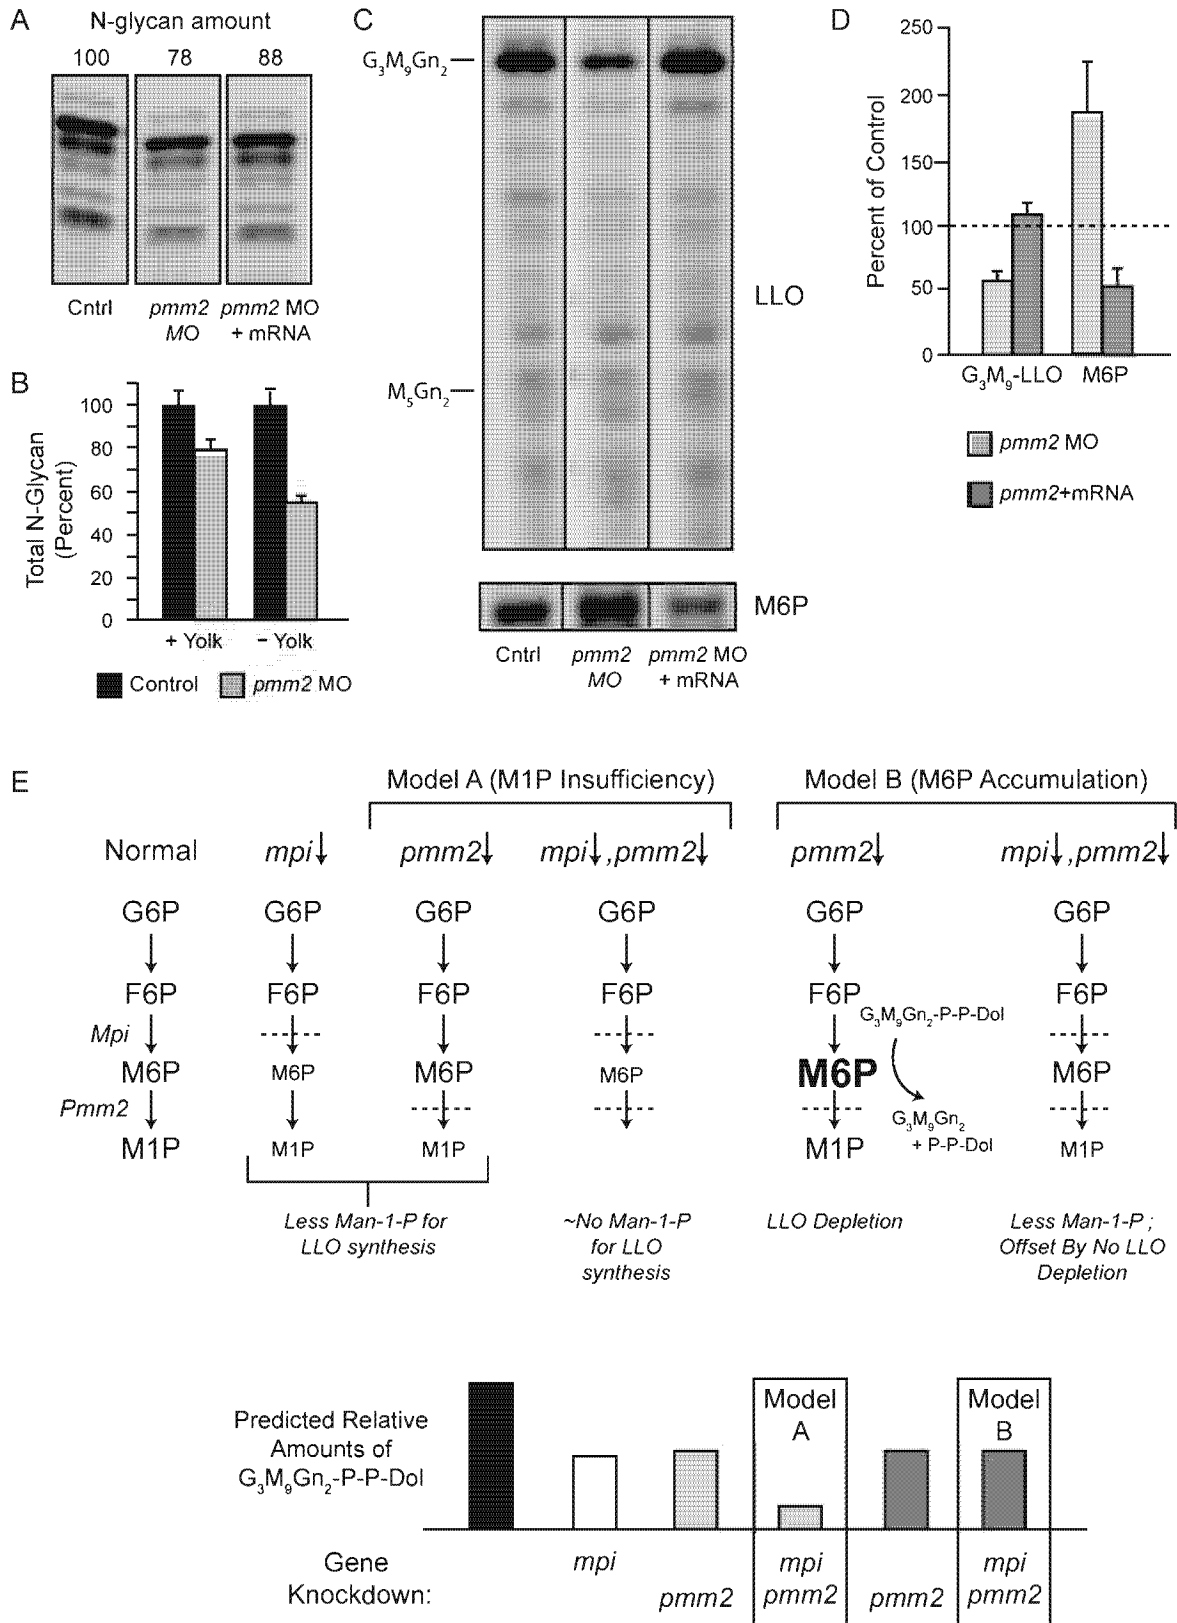 A
N-glycan amount
100 78 88
Cntrl
pmm2
MO
pmm2 MO
+ mRNA
B
Total N-Glycan
(Percent)
100
80
60
40
20
0
+ Yolk
− Yolk
Control
pmm2 MO
C
G₃M₉Gn₂
M₅Gn₂
LLO
M6P
Cntrl
pmm2
MO
pmm2 MO
+ mRNA
D
Percent of Control
250
200
150
100
50
0
G₃M₉-LLO
M6P
pmm2 MO
pmm2+mRNA
E
Model A (M1P Insufficiency)
Model B (M6P Accumulation)
Normal
mpi↓
pmm2↓
mpi↓,pmm2↓
pmm2↓
mpi↓,pmm2↓
G6P G6P G6P G6P G6P G6P
F6P F6P F6P F6P F6P F6P
G₃M₉Gn₂-P-P-Dol
Mpi
M6P M6P M6P M6P M6P M6P
Pmm2
G₃M₉Gn₂
+ P-P-Dol
M1P M1P M1P M1P M1P
Less Man-1-P for
LLO synthesis
~No Man-1-P
for LLO
synthesis
LLO Depletion
Less Man-1-P ;
Offset By No LLO
Depletion
Predicted Relative
Amounts of
G₃M₉Gn₂-P-P-Dol
Model
A
Model
B
Gene
Knockdown:
mpi
pmm2
mpi
pmm2
pmm2
mpi
pmm2